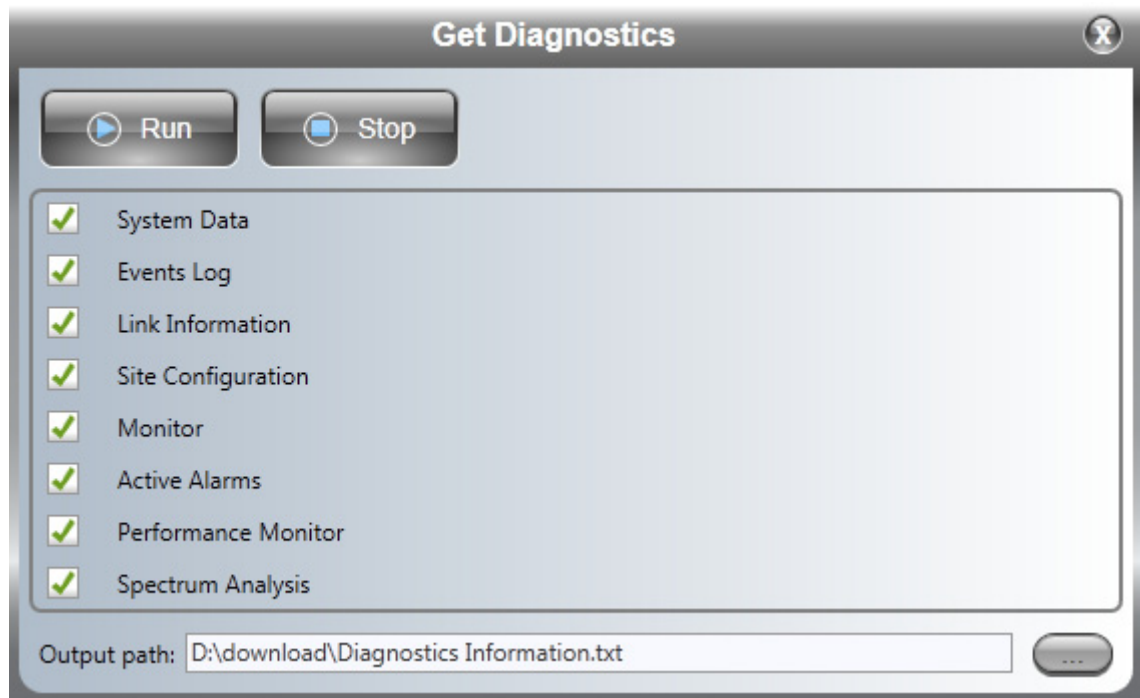 Get Diagnostics
X
Run
Stop
System Data
Events Log
Link Information
Site Configuration
Monitor
Active Alarms
Performance Monitor
Spectrum Analysis
Output path: D:\download\Diagnostics Information.txt ...